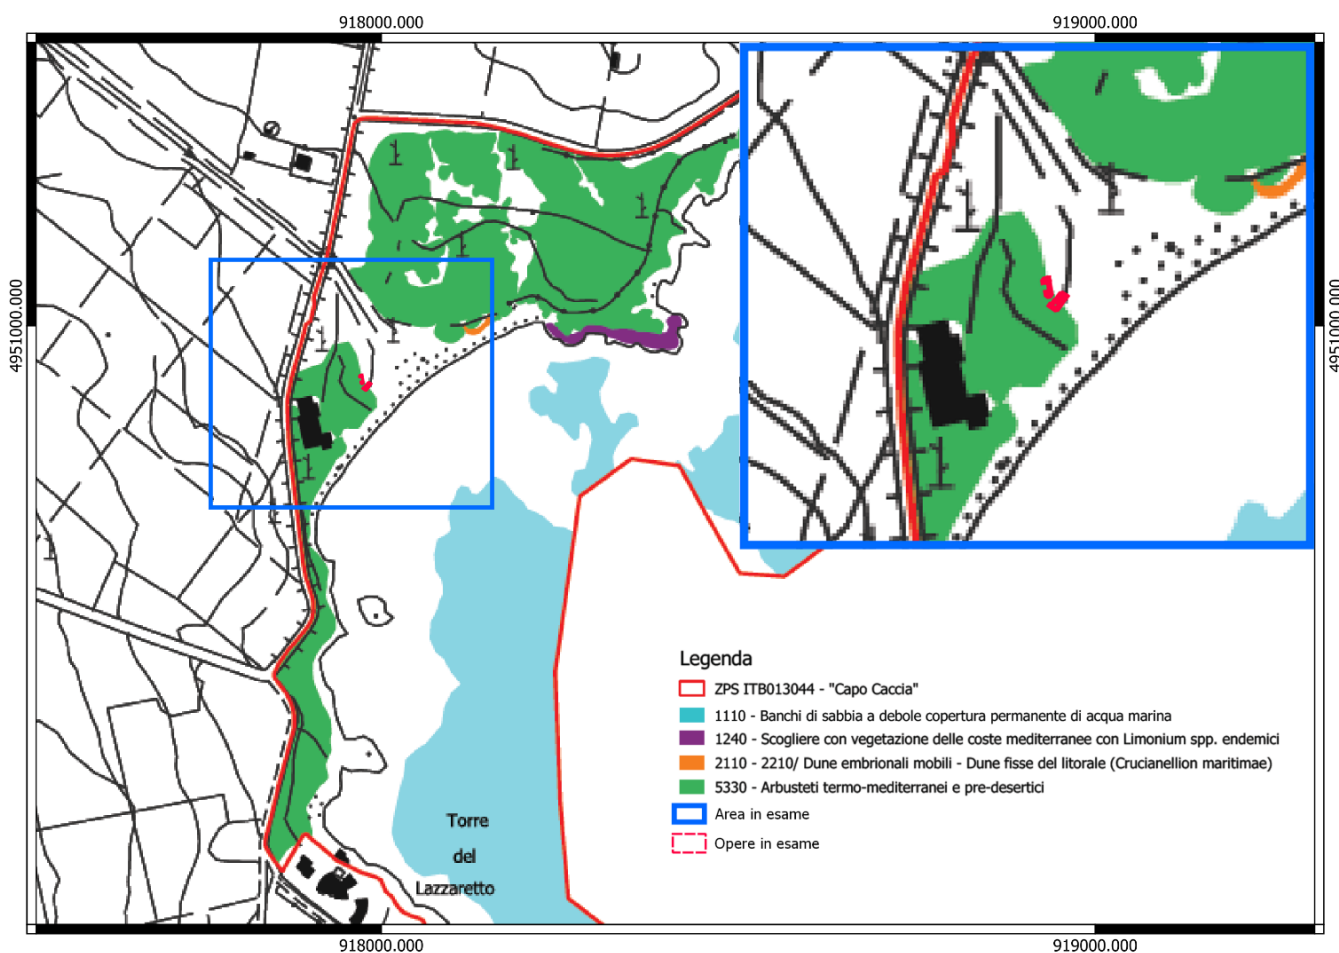 918000.000
919000.000
4951000.000
4951000.000
Legenda
ZPS ITB013044 - "Capo Caccia"
1110 - Banchi di sabbia a debole copertura permanente di acqua marina
1240 - Scogliere con vegetazione delle coste mediterranee con Limonium spp. endemici
2110 - 2210/ Dune embrionali mobili - Dune fisse del litorale (Crucianellion maritimae)
5330 - Arbusteti termo-mediterranei e pre-desertici
Area in esame
Opere in esame
Torre
del
Lazzaretto
918000.000
919000.000